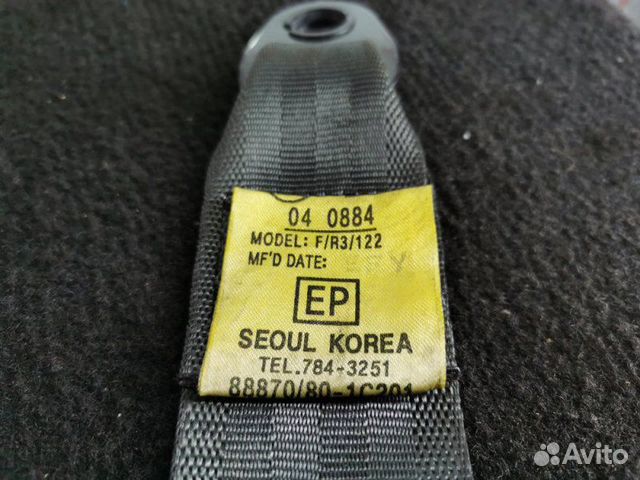 04 0884
MODEL: F/R3/122
MF'D DATE:
EP
SEOUL KOREA
TEL.784-3251
88870/80-1C201
Avito